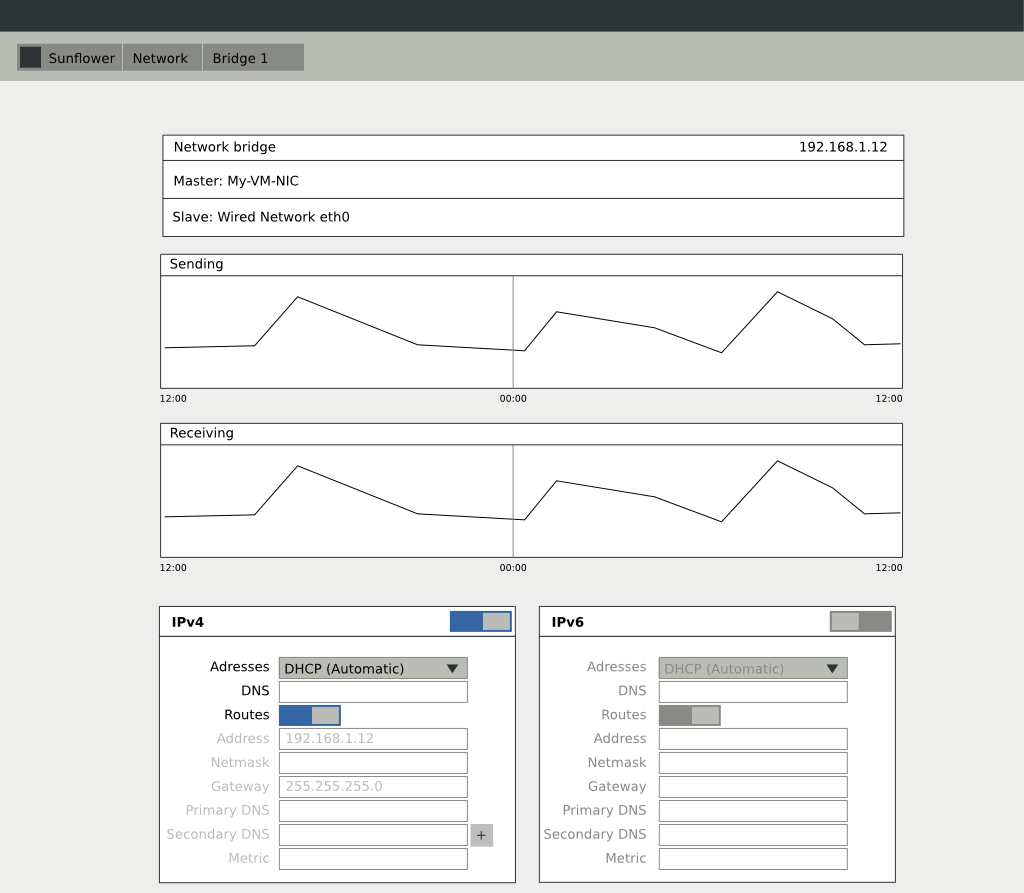 Sunflower Network Bridge 1
Network bridge 192.168.1.12
Master: My-VM-NIC
Slave: Wired Network eth0
Sending
12:00 00:00 12:00
Receiving
12:00 00:00 12:00
IPv4
Adresses DHCP (Automatic)
DNS
Routes
Address 192.168.1.12
Netmask
Gateway 255.255.255.0
Primary DNS
Secondary DNS +
Metric
IPv6
Adresses DHCP (Automatic)
DNS
Routes
Address
Netmask
Gateway
Primary DNS
Secondary DNS
Metric